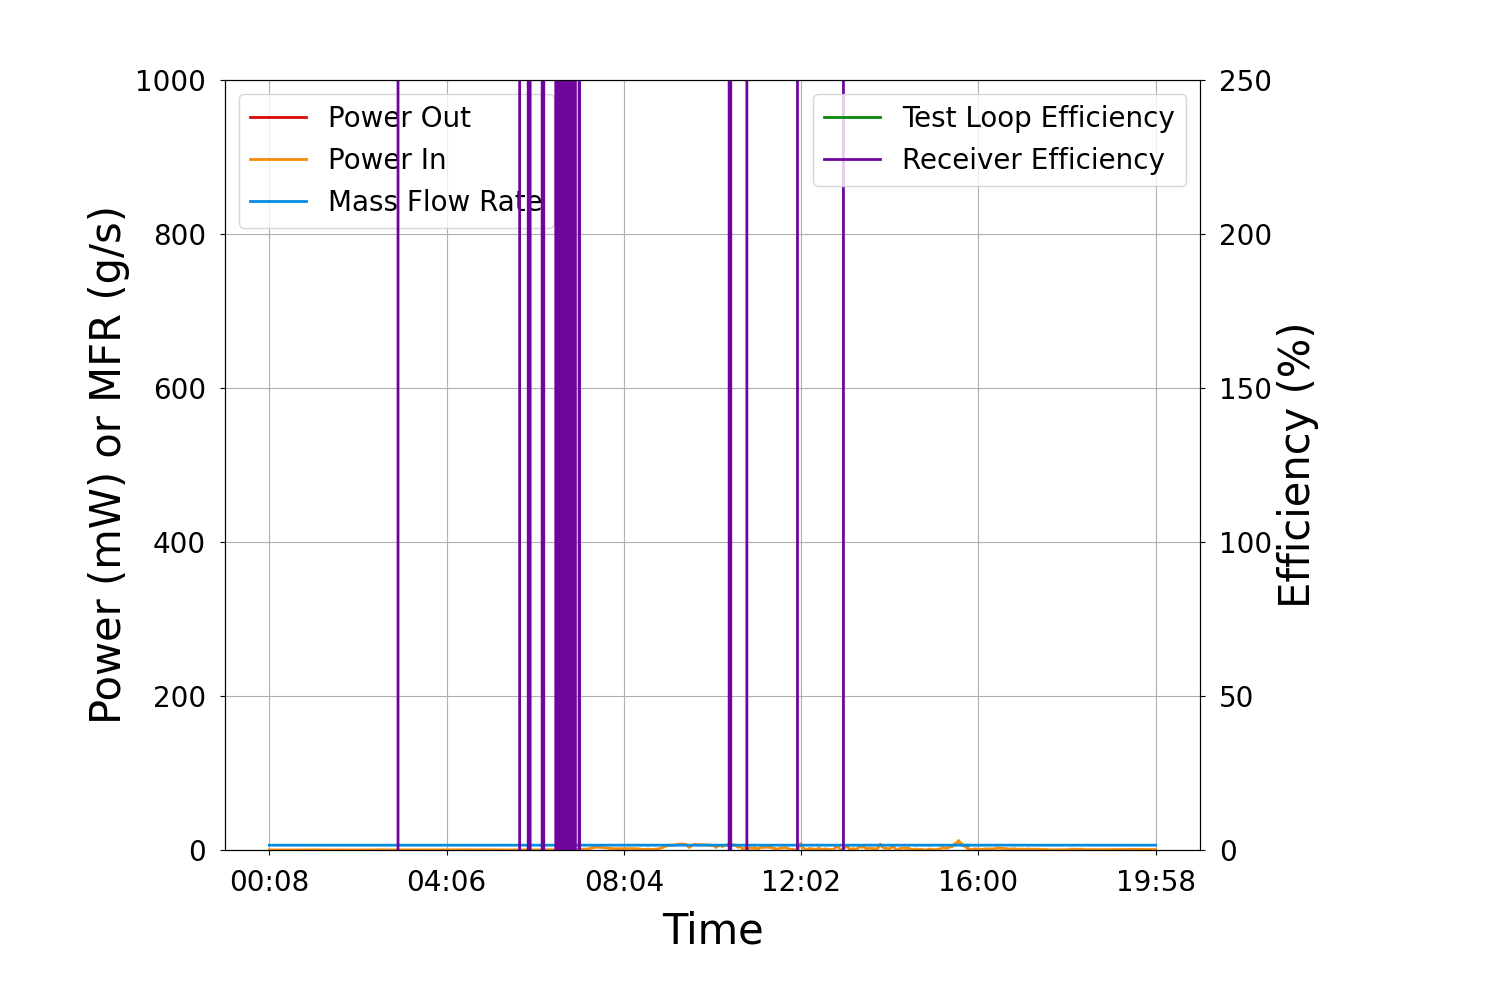 1000
800
600
400
200
0
Power (mW) or MFR (g/s)
Power Out
Power In
Mass Flow Rate
Test Loop Efficiency
Receiver Efficiency
250
200
150
100
50
0
Efficiency (%)
00:08 04:06 08:04 12:02 16:00 19:58
Time